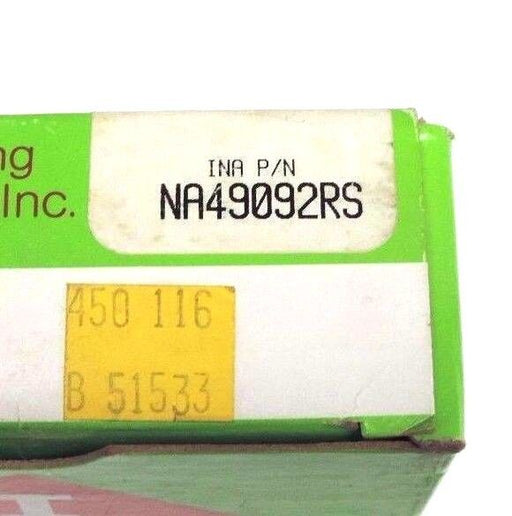 ng
Inc.
INA P/N
NA49092RS
450 116
B 51533